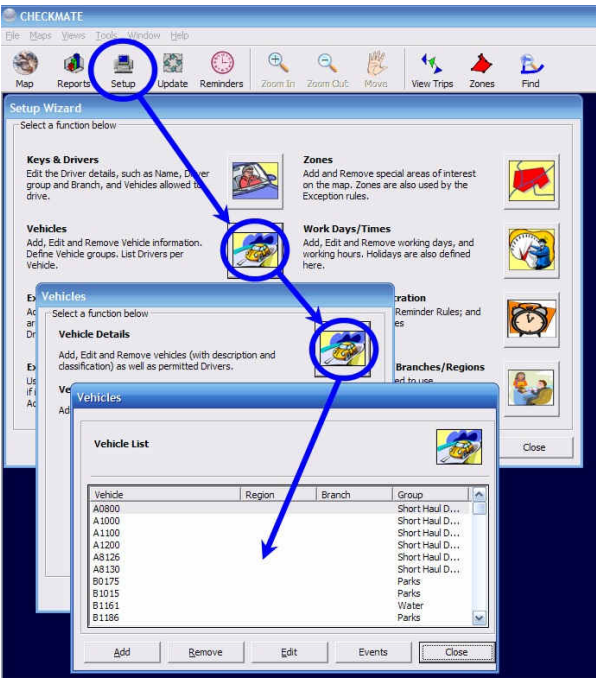 CHECKMATE
File Maps Views Tools Window Help
Map Reports Setup Update Reminders Zoom In Zoom Out Move View Trips Zones Find
Setup Wizard
Select a function below
Keys & Drivers
Edit the Driver details, such as Name, Driver
group and Branch, and Vehicles allowed to
drive.
Zones
Add and Remove special areas of interest
on the map. Zones are also used by the
Exception rules.
Vehicles
Add, Edit and Remove Vehicle information.
Define Vehicle groups. List Drivers per
Vehicle.
Work Days/Times
Add, Edit and Remove working days, and
working hours. Holidays are also defined
here.
Reminder Rules; and
Branches/Regions
ed to use
Close
Vehicles
Select a function below
Vehicle Details
Add, Edit and Remove vehicles (with description and
classification) as well as permitted Drivers.
Vehicles
Vehicle List
Vehicle Region Branch Group
A0800 Short Haul D...
A1000 Short Haul D...
A1100 Short Haul D...
A1200 Short Haul D...
A8126 Short Haul D...
A8130 Short Haul D...
B0175 Parks
B1015 Parks
B1161 Water
B1186 Parks
Add Remove Edit Events Close